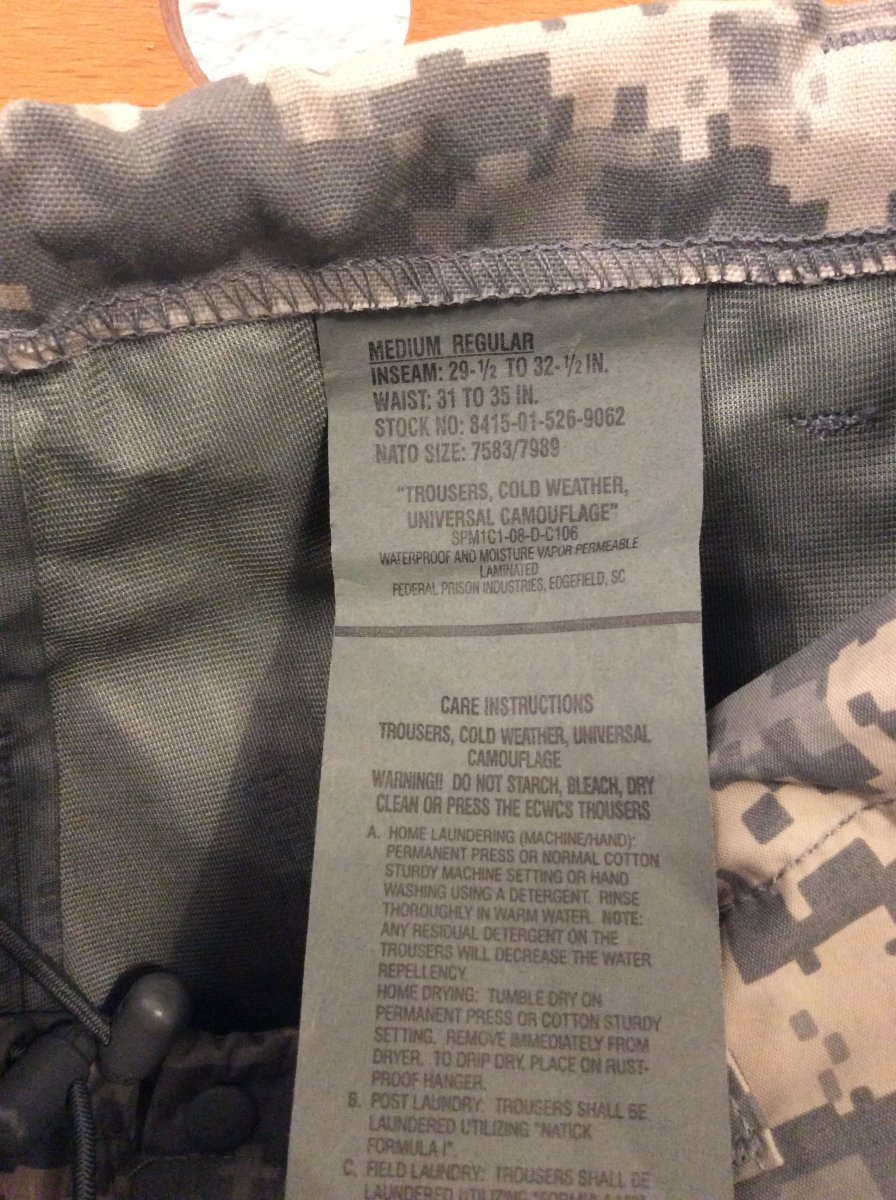 MEDIUM REGULAR
INSEAM: 29-1/2 TO 32-1/2 IN.
WAIST: 31 TO 35 IN.
STOCK NO: 8415-01-526-9062
NATO SIZE: 7583/7989
"TROUSERS, COLD WEATHER,
UNIVERSAL CAMOUFLAGE"
SPM1C1-08-D-C106
WATERPROOF AND MOISTURE VAPOR PERMEABLE
LAMINATED
FEDERAL PRISON INDUSTRIES, EDGEFIELD, SC
CARE INSTRUCTIONS
TROUSERS, COLD WEATHER, UNIVERSAL
CAMOUFLAGE
WARNING!! DO NOT STARCH, BLEACH, DRY
CLEAN OR PRESS THE ECWCS TROUSERS
A. HOME LAUNDERING (MACHINE/HAND):
PERMANENT PRESS OR NORMAL COTTON
STURDY MACHINE SETTING OR HAND
WASHING USING A DETERGENT. RINSE
THOROUGHLY IN WARM WATER. NOTE:
ANY RESIDUAL DETERGENT ON THE
TROUSERS WILL DECREASE THE WATER
REPELLENCY.
HOME DRYING: TUMBLE DRY ON
PERMANENT PRESS OR COTTON STURDY
SETTING. REMOVE IMMEDIATELY FROM
DRYER. TO DRIP DRY, PLACE ON RUST-
PROOF HANGER.
B. POST LAUNDRY: TROUSERS SHALL BE
LAUNDERED UTILIZING "NATICK
FORMULA I".
C. FIELD LAUNDRY: TROUSERS SHALL BE
LAUNDERED UTILIZING